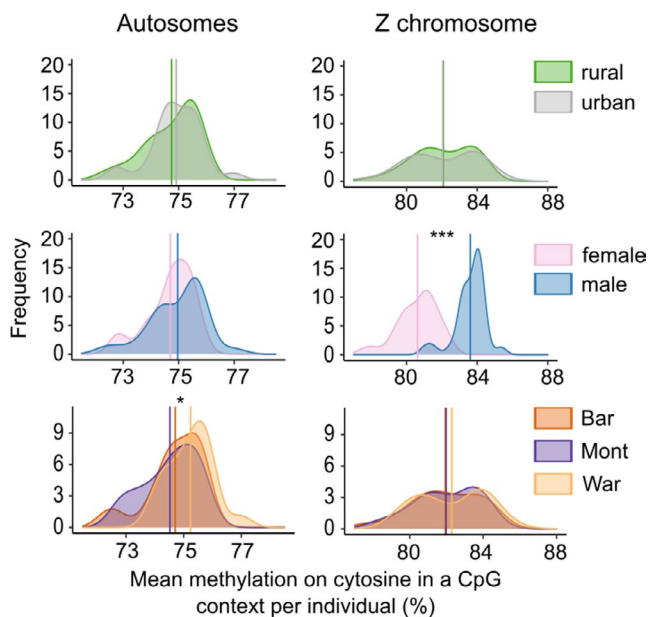 Autosomes
Z chromosome
20
15
10
5
0
73 75 77
20
15
10
5
0
80 84 88
rural
urban
Frequency
20
15
10
5
0
73 75 77
***
20
15
10
5
0
80 84 88
female
male
*
9
6
3
0
73 75 77
9
6
3
0
80 84 88
Bar
Mont
War
Mean methylation on cytosine in a CpG
context per individual (%)